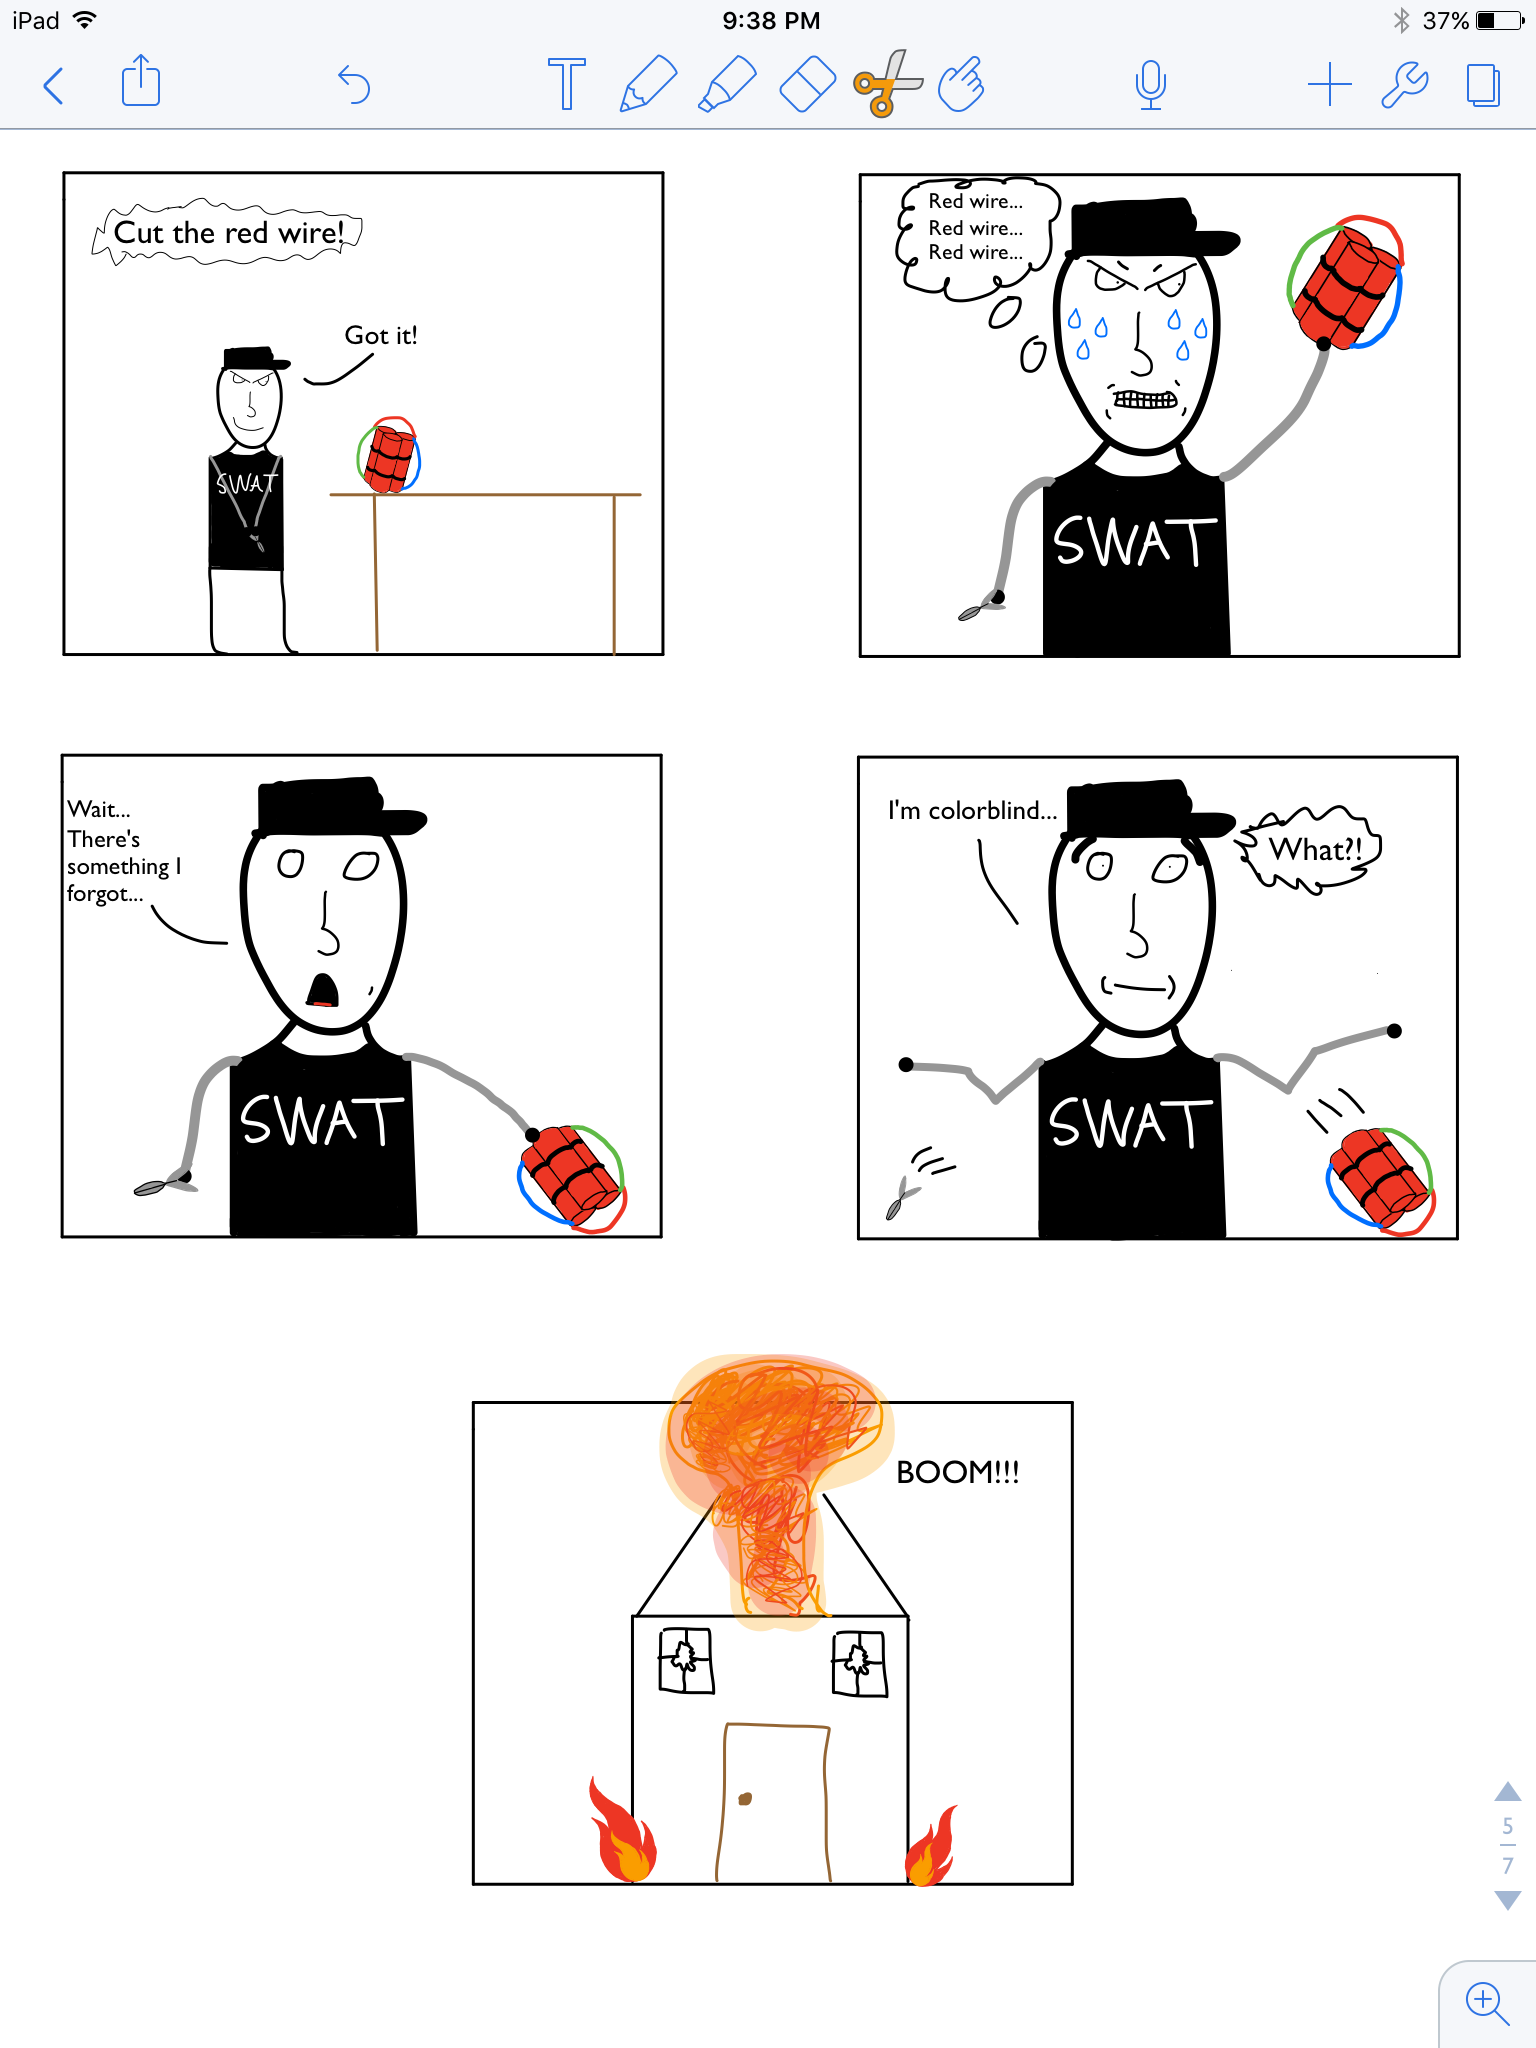 iPad 9:38 PM 37%
T
Cut the red wire!
Got it!
SWAT
Red wire...
Red wire...
Red wire...
SWAT
Wait...
There's
something I
forgot...
SWAT
I'm colorblind...
What?!
SWAT
BOOM!!!
5
7